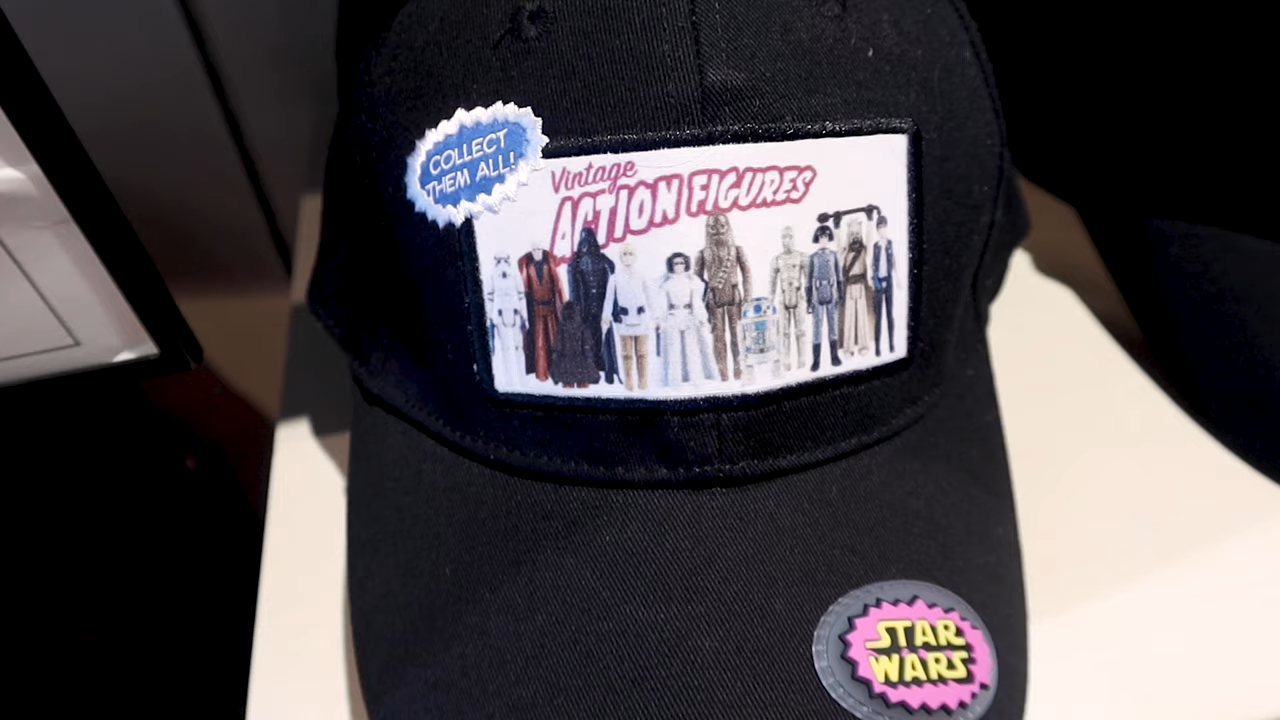 COLLECT
THEM ALL!
Vintage
ACTION FIGURES
STAR
WARS